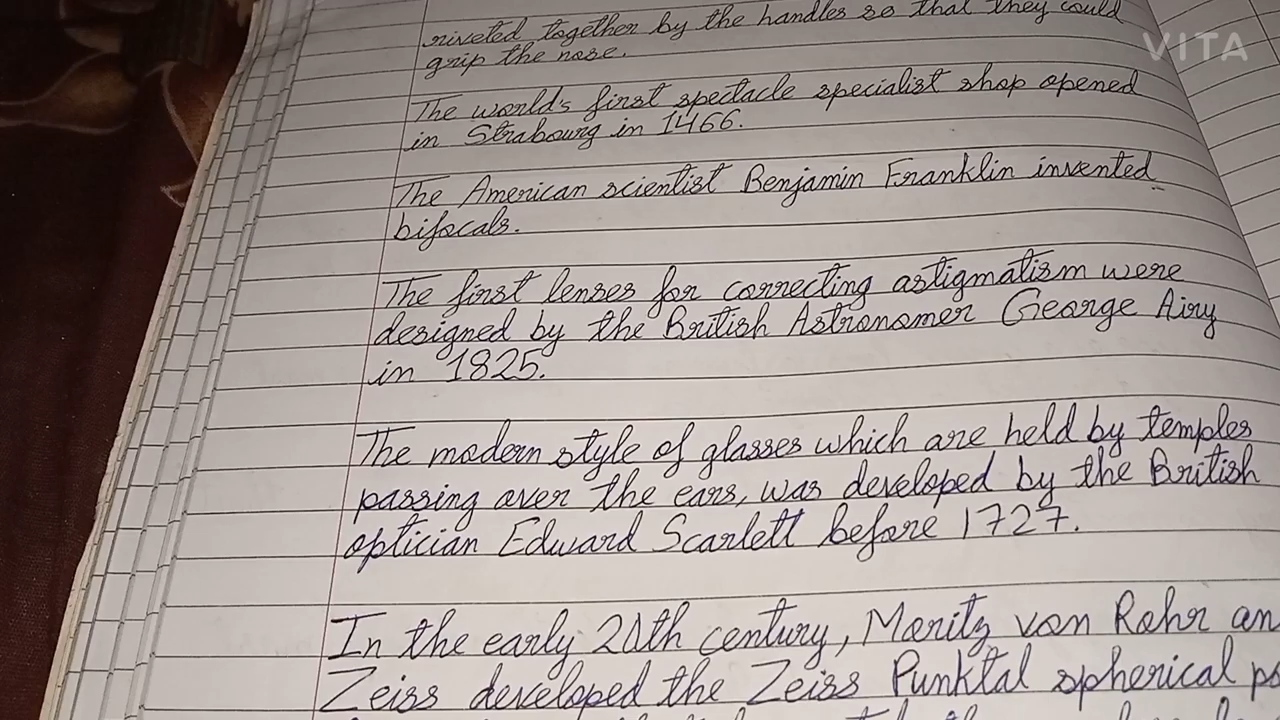 riveted together by the handles so that they could
grip the nose.
VITA
The world's first spectacle specialist shop opened
in Strabourg in 1466.
The American scientist Benjamin Franklin invented
bifocals.
The first lenses for correcting astigmatism were
designed by the British Astronomer George Airy
in 1825.
The modern style of glasses which are held by temples
passing over the ears, was developed by the British
optician Edward Scarlett before 1727.
In the early 20th century, Moritz von Rohr an
Zeiss developed the Zeiss Punktal spherical po